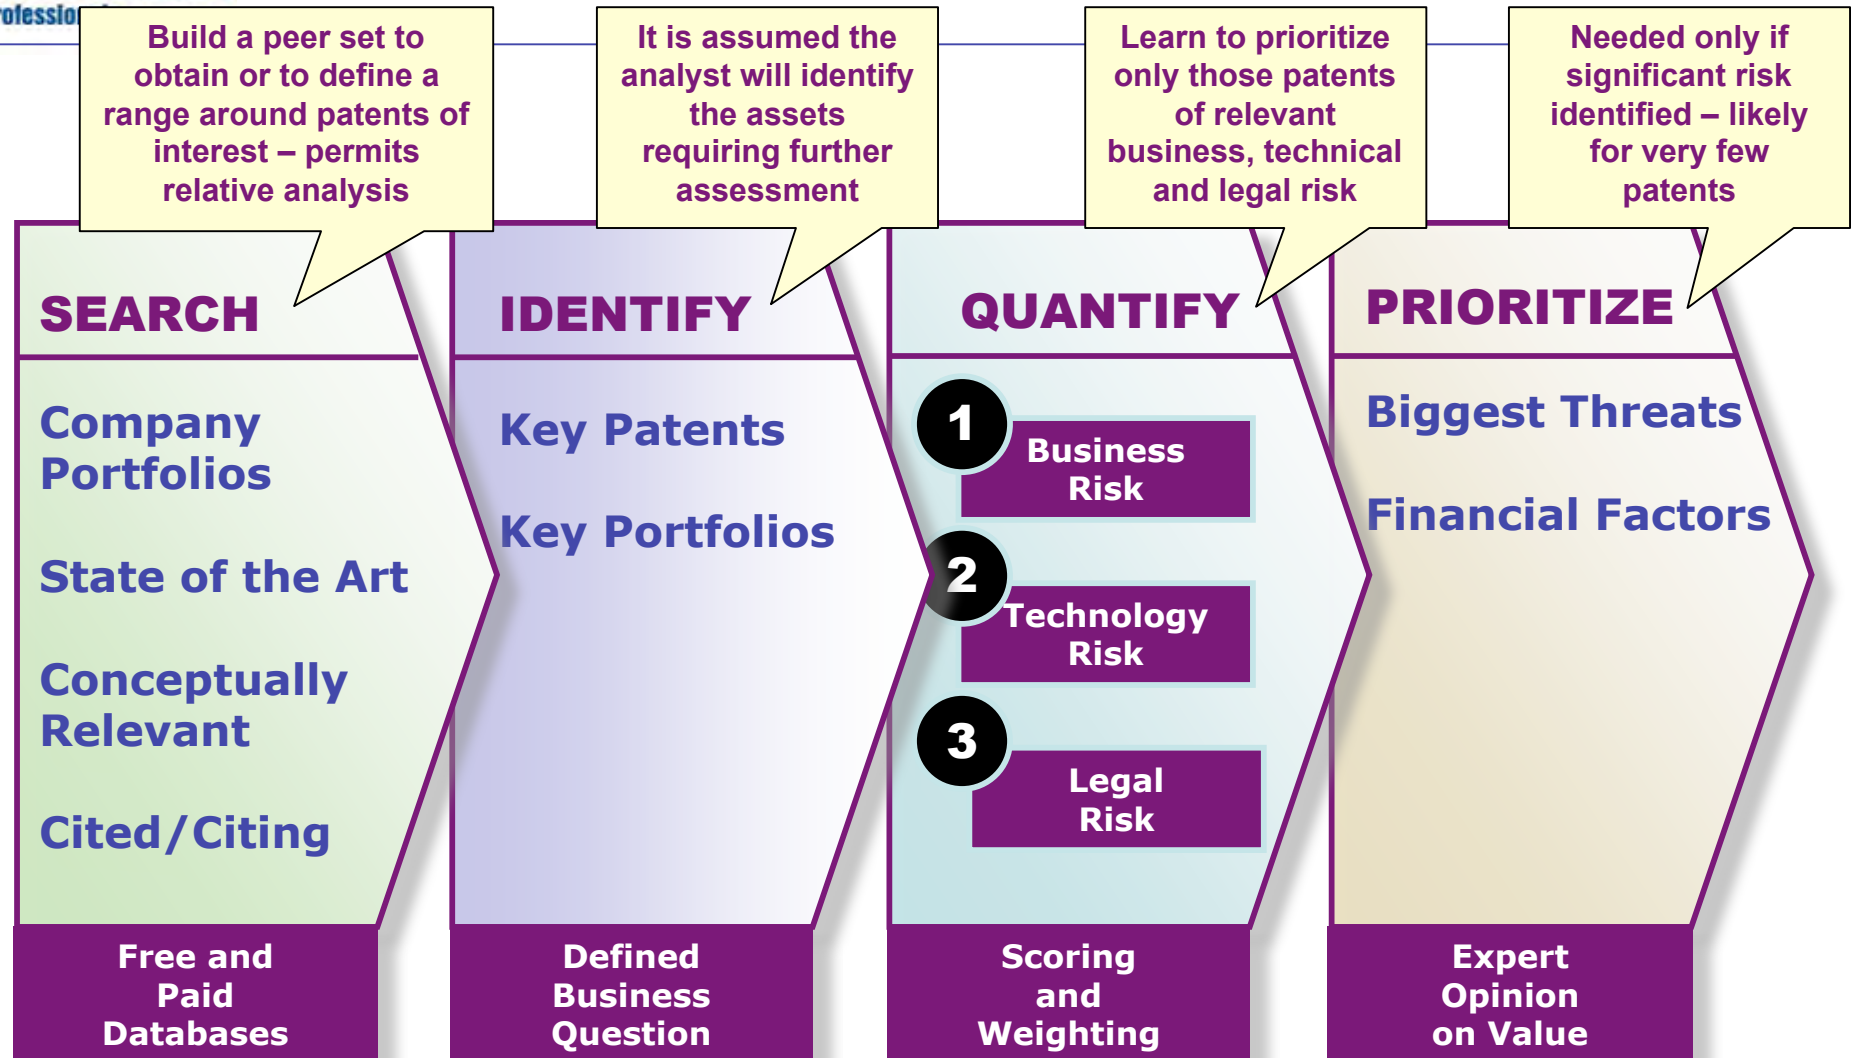 Build a peer set to
obtain or to define a
range around patents of
interest – permits
relative analysis
It is assumed the
analyst will identify
the assets
requiring further
assessment
Learn to prioritize
only those patents
of relevant
business, technical
and legal risk
Needed only if
significant risk
identified – likely
for very few
patents
SEARCH
Company
Portfolios
State of the Art
Conceptually
Relevant
Cited/Citing
Free and
Paid
Databases
IDENTIFY
Key Patents
Key Portfolios
Defined
Business
Question
QUANTIFY
1
Business
Risk
2
Technology
Risk
3
Legal
Risk
Scoring
and
Weighting
PRIORITIZE
Biggest Threats
Financial Factors
Expert
Opinion
on Value